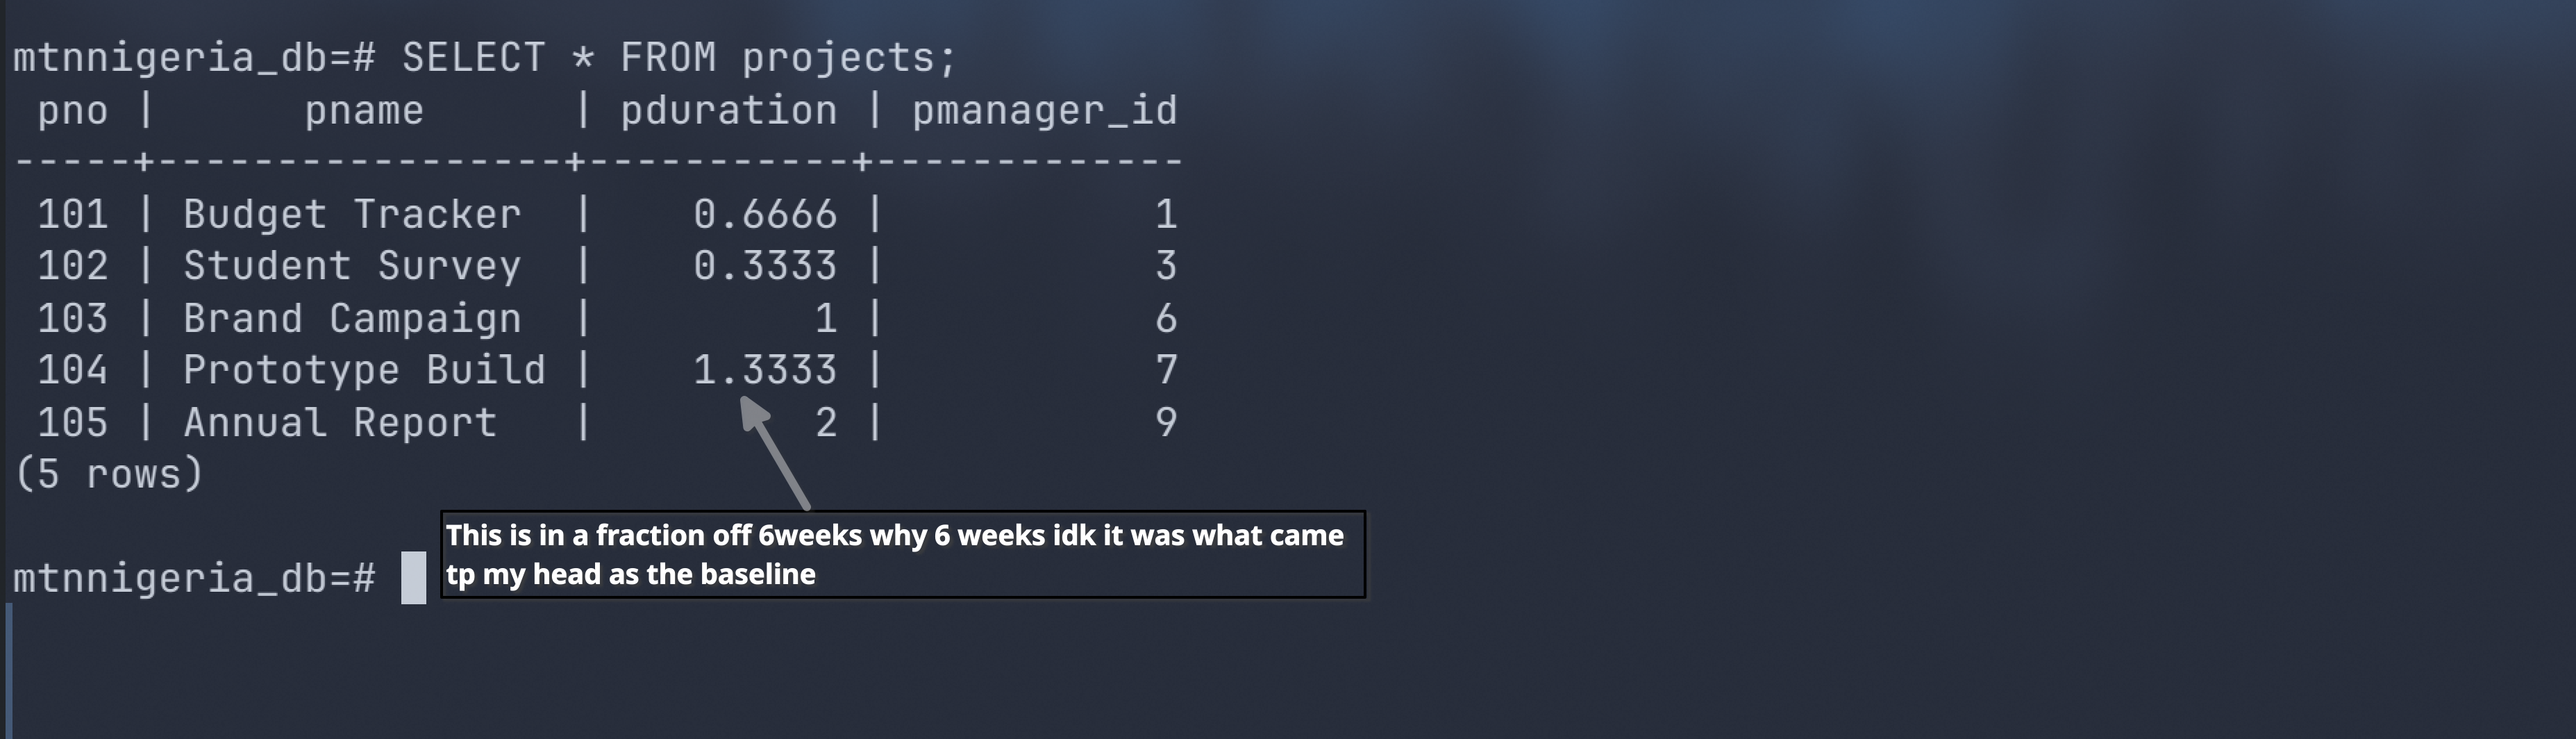 mtnnigeria_db=# SELECT * FROM projects;
 pno |      pname      | pduration | pmanager_id
-----+-----------------+-----------+-------------
 101 | Budget Tracker  |    0.6666 |           1
 102 | Student Survey  |    0.3333 |           3
 103 | Brand Campaign  |         1 |           6
 104 | Prototype Build |    1.3333 |           7
 105 | Annual Report   |         2 |           9
(5 rows)
mtnnigeria_db=#
This is in a fraction off 6weeks why 6 weeks idk it was what came
tp my head as the baseline